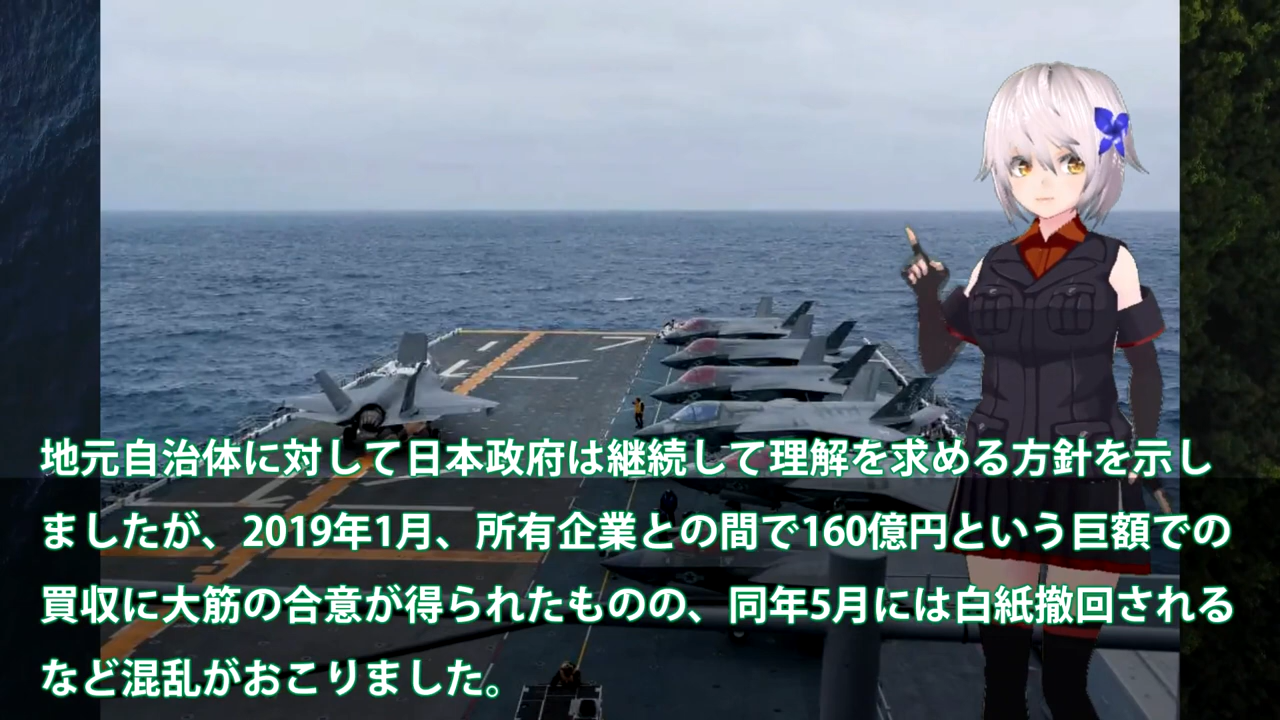 地元自治体に対して日本政府は継続して理解を求める方針を示し
ましたが、2019年1月、所有企業との間で160億円という巨額での
買収に大筋の合意が得られたものの、同年5月には白紙撤回される
など混乱がおこりました。